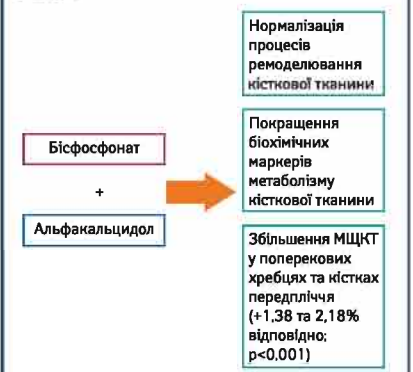 Бісфосфонат
+
Альфакальцидол
Нормалізація
процесів
ремоделювання
кісткової тканини
Покращення
біохімічних
маркерів
метаболізму
кісткової тканини
Збільшення МЩКТ
у поперекових
хребцях та кістках
передпліччя
(+1,38 та 2,18%
відповідно;
p<0,001)